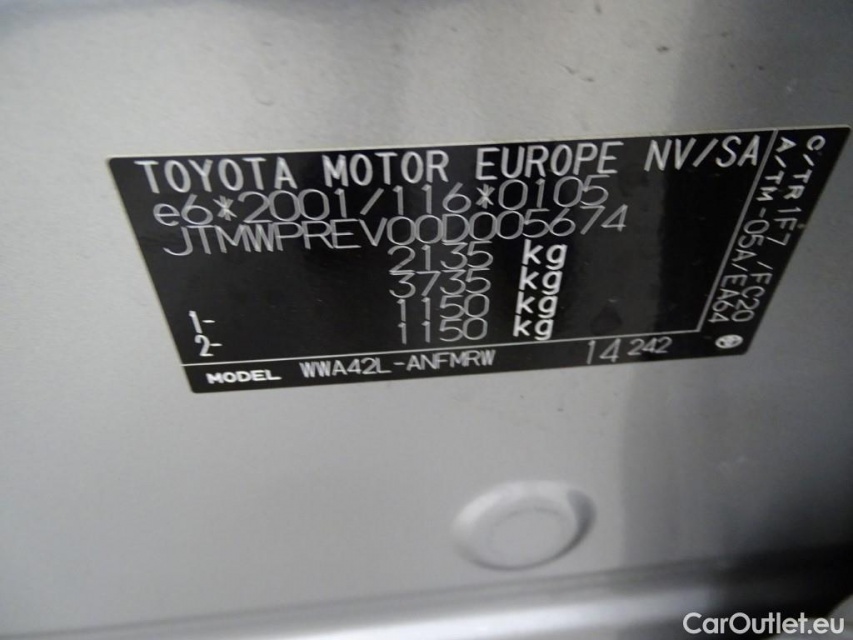 TOYOTA MOTOR EUROPE NV/SA
e6*2001/116*0105
JTMWPREV00D005674
2135 kg
3735 kg
1- 1150 kg
2- 1150 kg
MODEL WWA42L-ANFMRW 14 242
C/TR 1F7 / FC20
A/TM -05A/EA64
CarOutlet.eu